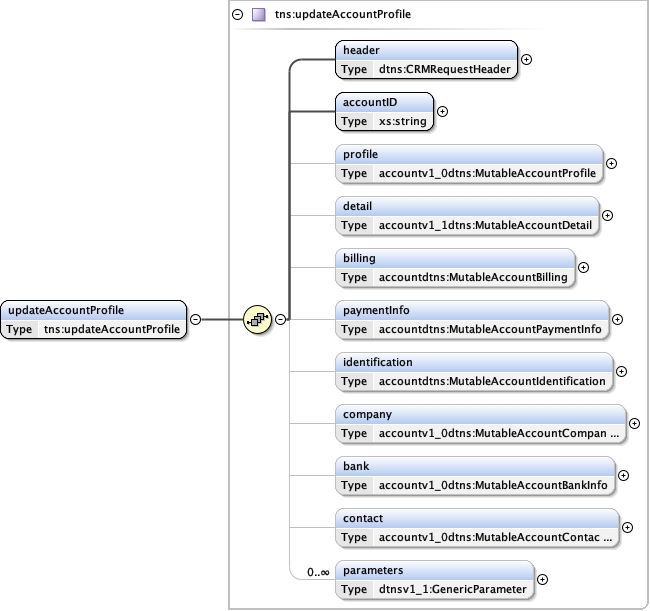 tns:updateAccountProfile
header
Type dtns:CRMRequestHeader
accountID
Type xs:string
profile
Type accountv1_0dtns:MutableAccountProfile
detail
Type accountv1_1dtns:MutableAccountDetail
billing
Type accountdtns:MutableAccountBilling
updateAccountProfile
Type tns:updateAccountProfile
paymentInfo
Type accountdtns:MutableAccountPaymentInfo
identification
Type accountdtns:MutableAccountIdentification
company
Type accountv1_0dtns:MutableAccountCompan ...
bank
Type accountv1_0dtns:MutableAccountBankInfo
contact
Type accountv1_0dtns:MutableAccountContac ...
0..∞
parameters
Type dtnsv1_1:GenericParameter